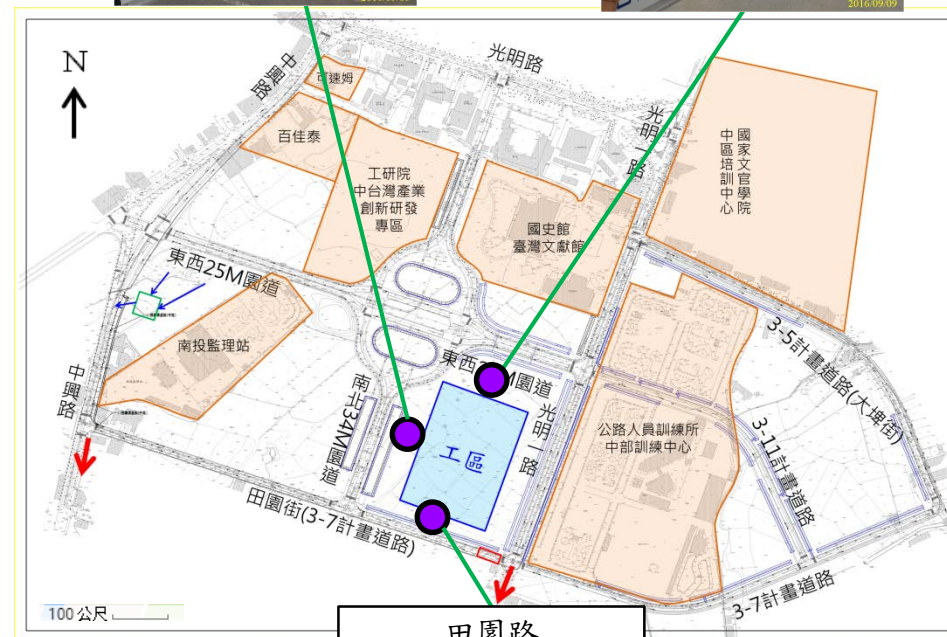 2016/09/09
N
中興路
光明路
可速姆
百佳泰
工研院
中台灣產業
創新研發
專區
國史館
臺灣文獻館
光明一路
國家文官學院
中區培訓中心
東西25M園道
南投監理站
中興路
東西25M園道
南北34M園道
工區
光明一路
公路人員訓練所
中部訓練中心
3-5計畫道路(大埤街)
3-11計畫道路
田園街(3-7計畫道路)
3-7計畫道路
100公尺
田園路